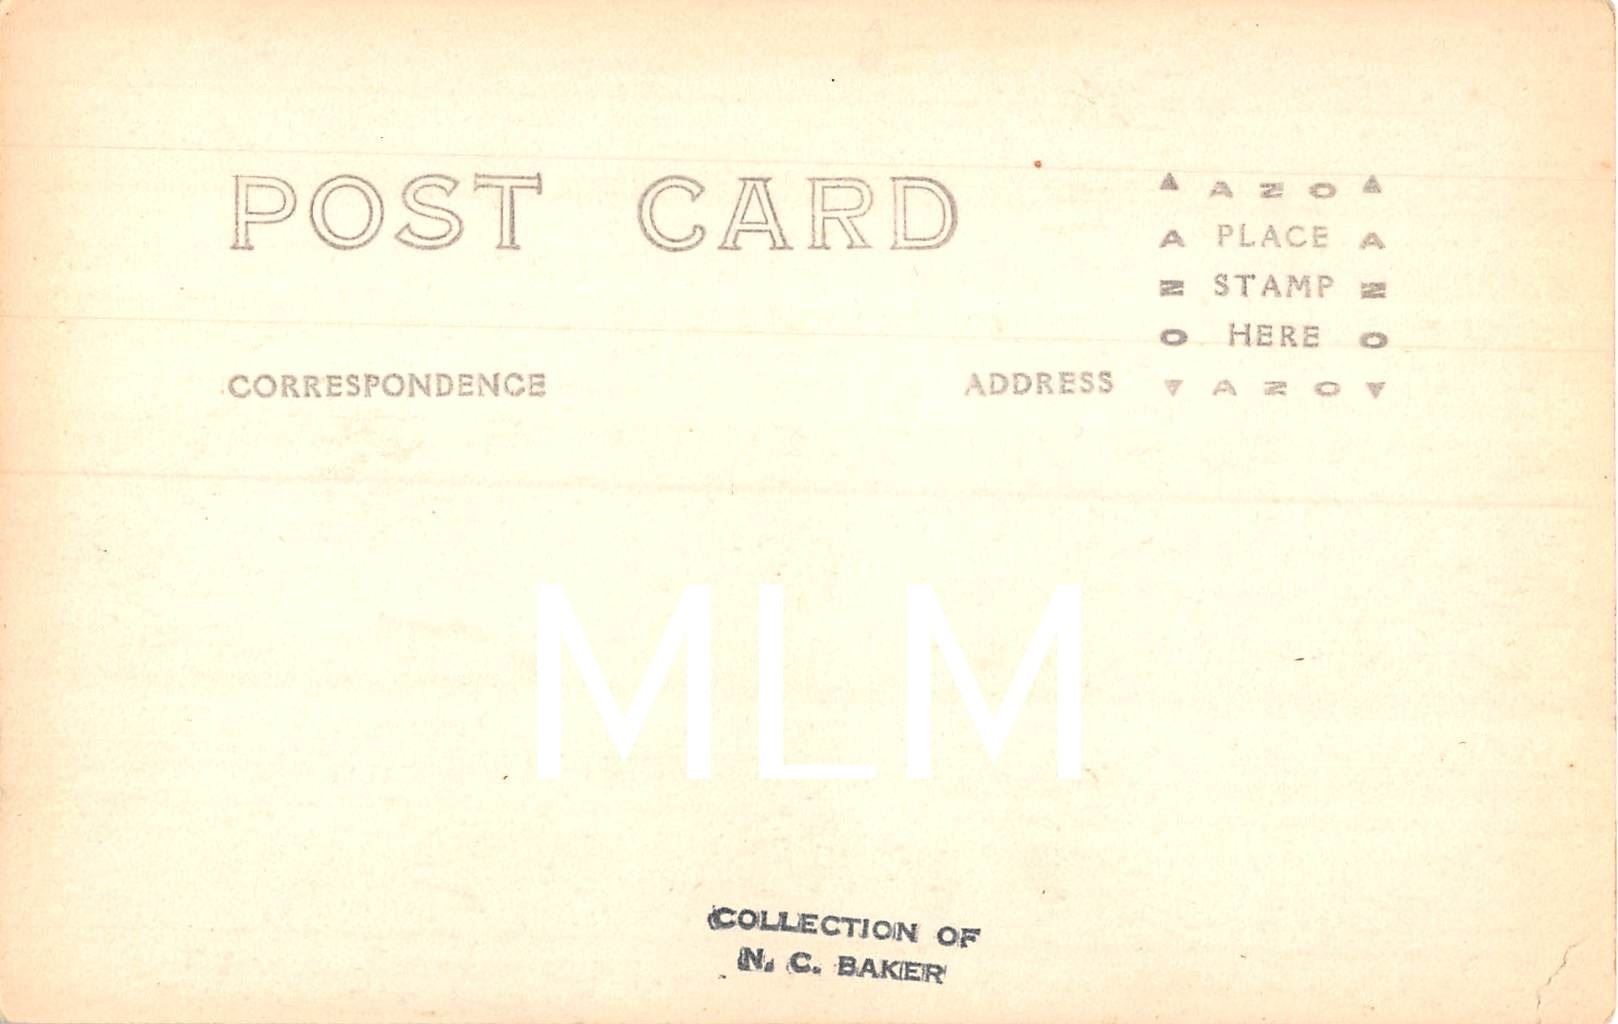 POST CARD
AZO
A PLACE A
N STAMP N
O HERE O
AZO
CORRESPONDENCE
ADDRESS
MLM
COLLECTION OF
N. C. BAKER